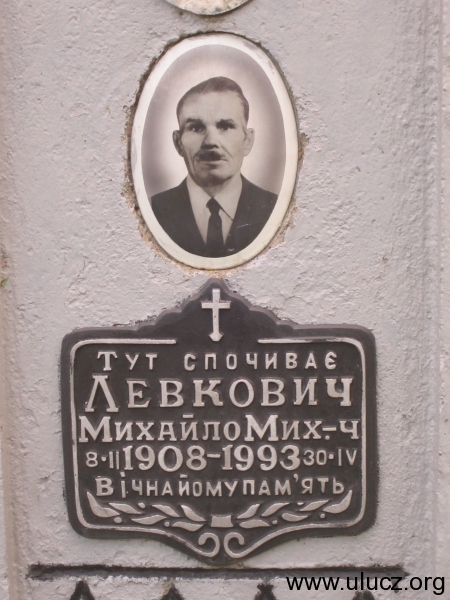 Тут спочиває
Левкович
Михайло Мих.-ч
8·II 1908-1993 30·IV
Вічна йому пам'ять
www.ulucz.org